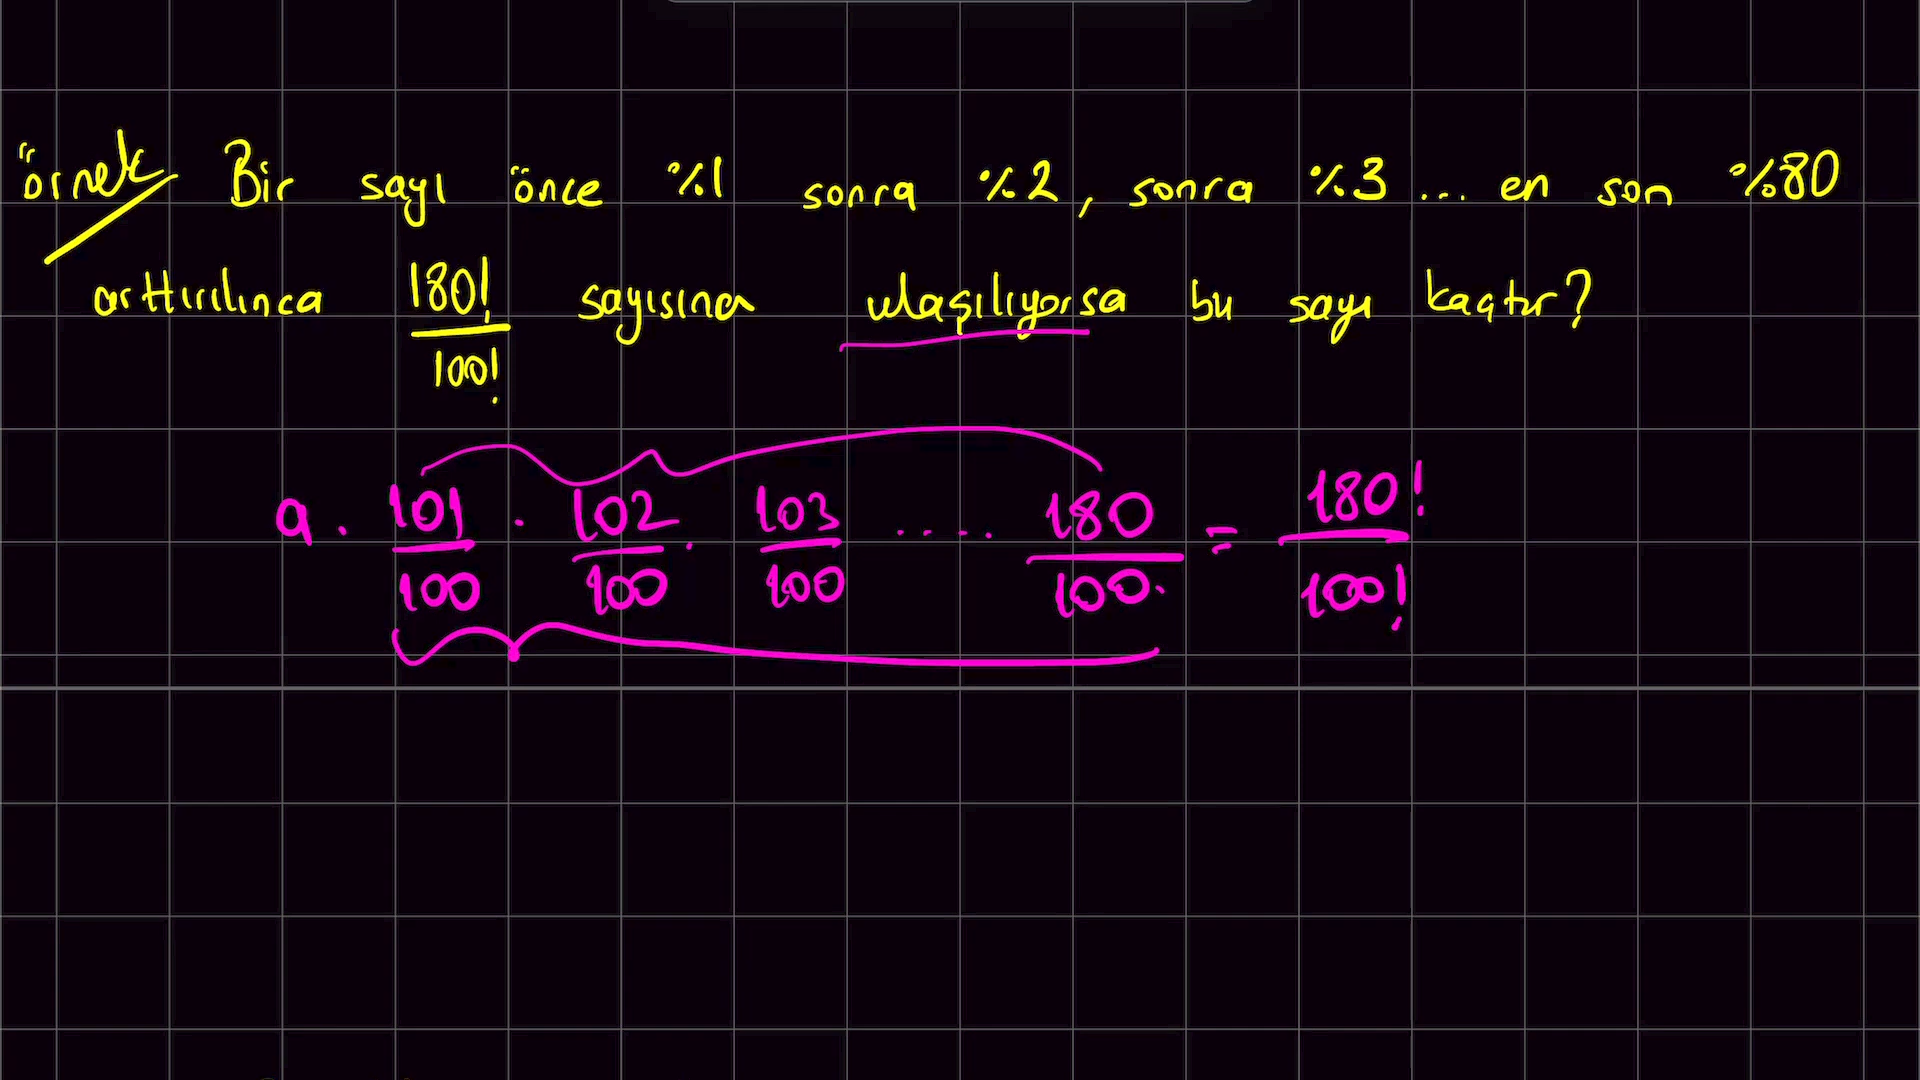 örnek Bir sayı önce %1 sonra %2, sonra %3 ... en son %80
arttırılınca 180!/100! sayısına ulaşılıyorsa bu sayı kaçtır?
a . 101/100 . 102/100 . 103/100 ..... 180/100 . = 180!/100!